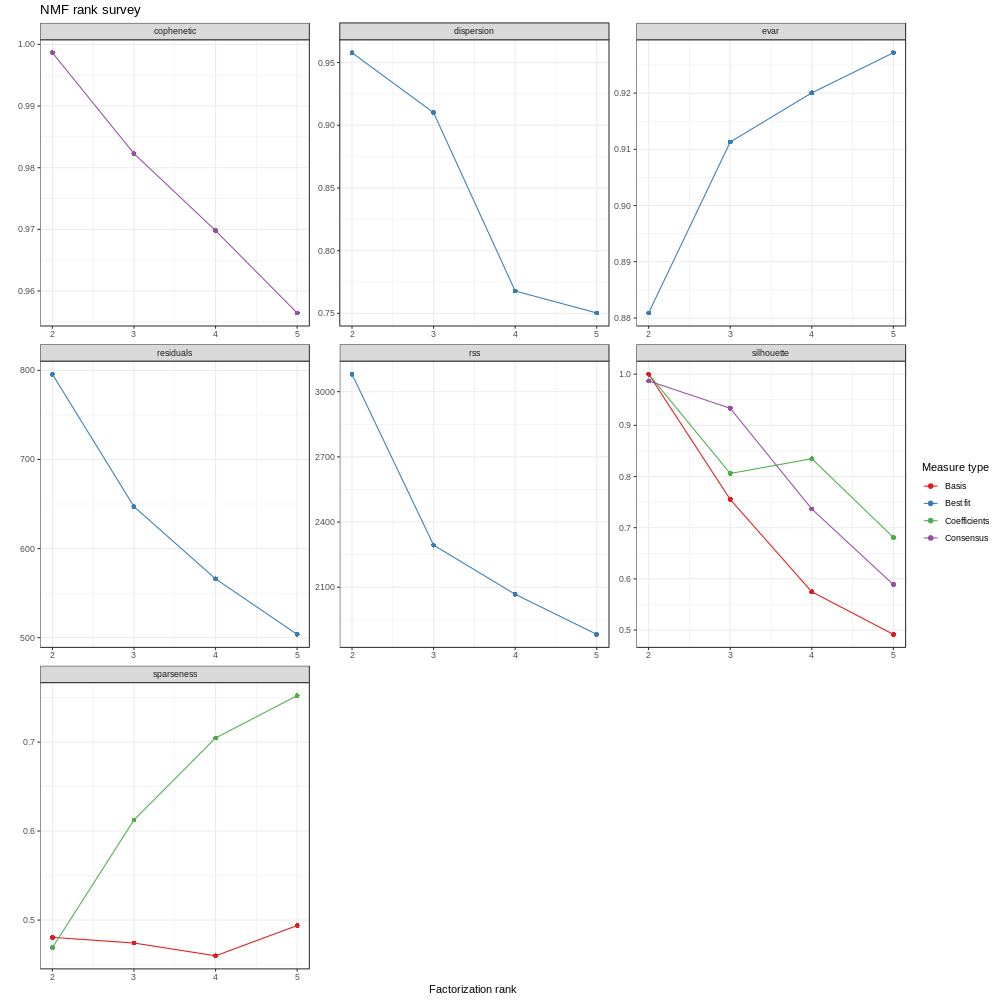 NMF rank survey
cophenetic
dispersion
evar
1.00
0.99
0.98
0.97
0.96
2 3 4 5
0.95
0.90
0.85
0.80
0.75
2 3 4 5
0.92
0.91
0.90
0.89
0.88
2 3 4 5
residuals
rss
silhouette
800
700
600
500
2 3 4 5
3000
2700
2400
2100
2 3 4 5
1.0
0.9
0.8
0.7
0.6
0.5
2 3 4 5
Measure type
Basis
Best fit
Coefficients
Consensus
sparseness
0.7
0.6
0.5
2 3 4 5
Factorization rank